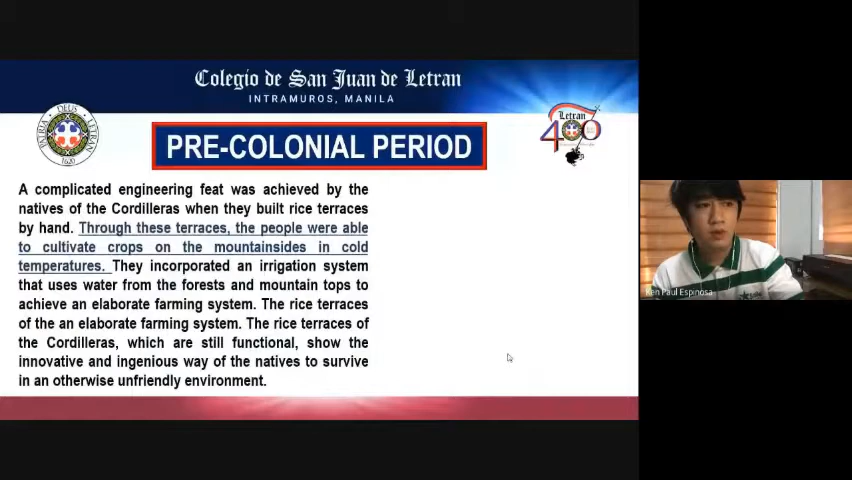 Colegio de San Juan de Letran
INTRAMUROS, MANILA
DEUS
PATRIA
LETRAN
1620
Letran
400
PRE-COLONIAL PERIOD
A complicated engineering feat was achieved by the
natives of the Cordilleras when they built rice terraces
by hand. Through these terraces, the people were able
to cultivate crops on the mountainsides in cold
temperatures. They incorporated an irrigation system
that uses water from the forests and mountain tops to
achieve an elaborate farming system. The rice terraces
of the an elaborate farming system. The rice terraces of
the Cordilleras, which are still functional, show the
innovative and ingenious way of the natives to survive
in an otherwise unfriendly environment.
Ken Paul Espinosa